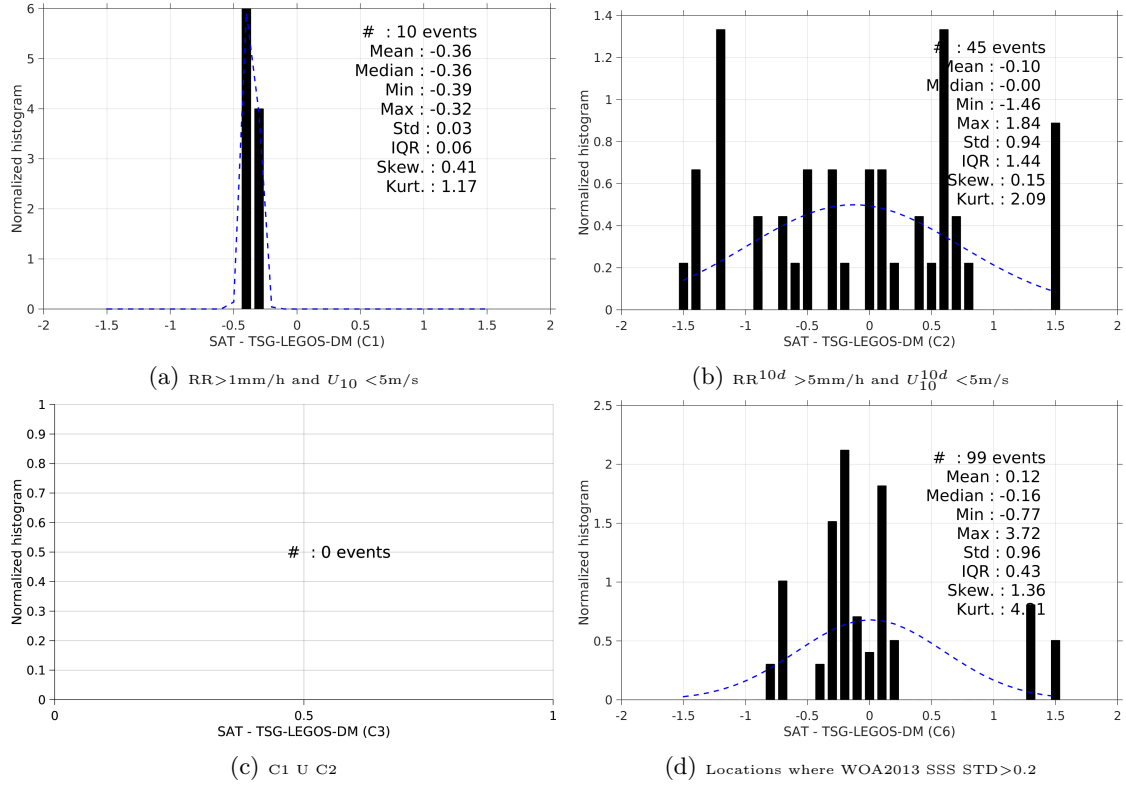 6
5
4
3
2
1
0
-2
-1.5
-1
-0.5
0
0.5
1
1.5
2
Normalized histogram
SAT - TSG-LEGOS-DM (C1)
# : 10 events
Mean : -0.36
Median : -0.36
Min : -0.39
Max : -0.32
Std : 0.03
IQR : 0.06
Skew. : 0.41
Kurt. : 1.17
(a) RR>1mm/h and U10 <5m/s
1.4
1.2
1
0.8
0.6
0.4
0.2
0
-2
-1.5
-1
-0.5
0
0.5
1
1.5
2
Normalized histogram
SAT - TSG-LEGOS-DM (C2)
# : 45 events
Mean : -0.10
Median : -0.00
Min : -1.46
Max : 1.84
Std : 0.94
IQR : 1.44
Skew. : 0.15
Kurt. : 2.09
(b) RR10d >5mm/h and U10d10 <5m/s
1
0.9
0.8
0.7
0.6
0.5
0.4
0.3
0.2
0.1
0
0
0.5
1
Normalized histogram
SAT - TSG-LEGOS-DM (C3)
# : 0 events
(c) C1 U C2
2.5
2
1.5
1
0.5
0
-2
-1.5
-1
-0.5
0
0.5
1
1.5
2
Normalized histogram
SAT - TSG-LEGOS-DM (C6)
# : 99 events
Mean : 0.12
Median : -0.16
Min : -0.77
Max : 3.72
Std : 0.96
IQR : 0.43
Skew. : 1.36
Kurt. :
(d) Locations where WOA2013 SSS STD>0.2